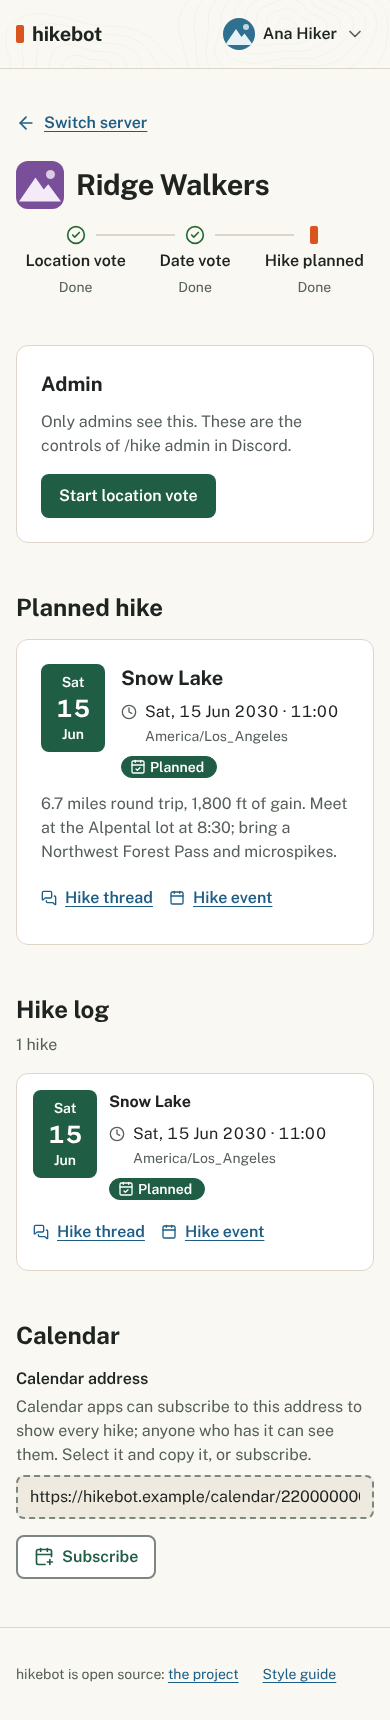 hikebot
Ana Hiker
Switch server
Ridge Walkers
Location vote
Done
Date vote
Done
Hike planned
Done
Admin
Only admins see this. These are the
controls of /hike admin in Discord.
Start location vote
Planned hike
Sat
15
Jun
Snow Lake
Sat, 15 Jun 2030 · 11:00
America/Los_Angeles
Planned
6.7 miles round trip, 1,800 ft of gain. Meet
at the Alpental lot at 8:30; bring a
Northwest Forest Pass and microspikes.
Hike thread
Hike event
Hike log
1 hike
Sat
15
Jun
Snow Lake
Sat, 15 Jun 2030 · 11:00
America/Los_Angeles
Planned
Hike thread
Hike event
Calendar
Calendar address
Calendar apps can subscribe to this address to
show every hike; anyone who has it can see
them. Select it and copy it, or subscribe.
https://hikebot.example/calendar/22000000
Subscribe
hikebot is open source: the project
Style guide